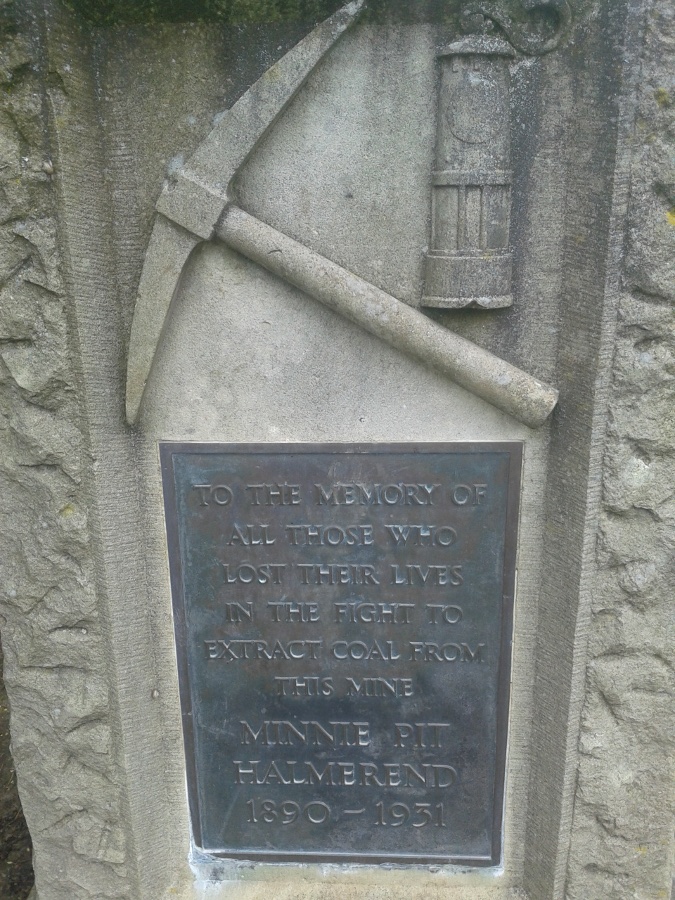 TO THE MEMORY OF
ALL THOSE WHO
LOST THEIR LIVES
IN THE FIGHT TO
EXTRACT COAL FROM
THIS MINE
MINNIE PIT
HALMEREND
1890 – 1931